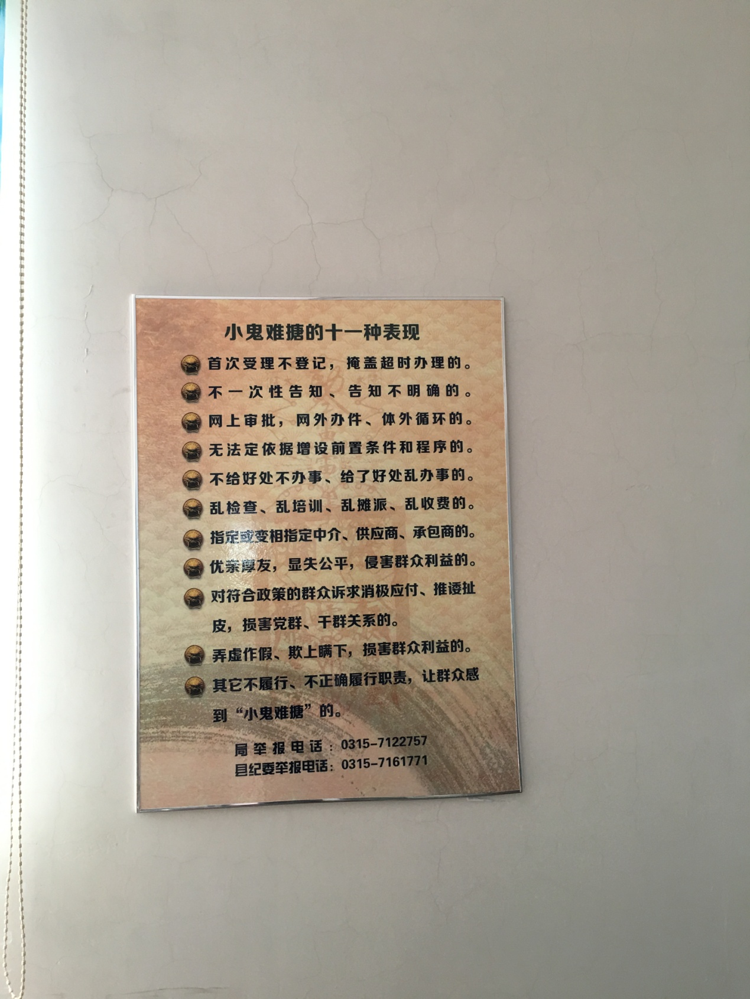 小鬼难搪的十一种表现
首次受理不登记，掩盖超时办理的。
不一次性告知、告知不明确的。
网上审批，网外办件、体外循环的。
无法定依据增设前置条件和程序的。
不给好处不办事、给了好处乱办事的。
乱检查、乱培训、乱摊派、乱收费的。
指定或变相指定中介、供应商、承包商的。
优亲厚友，显失公平，侵害群众利益的。
对符合政策的群众诉求消极应付、推诿扯
皮，损害党群、干群关系的。
弄虚作假、欺上瞒下，损害群众利益的。
其它不履行、不正确履行职责，让群众感
到“小鬼难搪”的。
局举报电话：0315-7122757
县纪委举报电话：0315-7161771